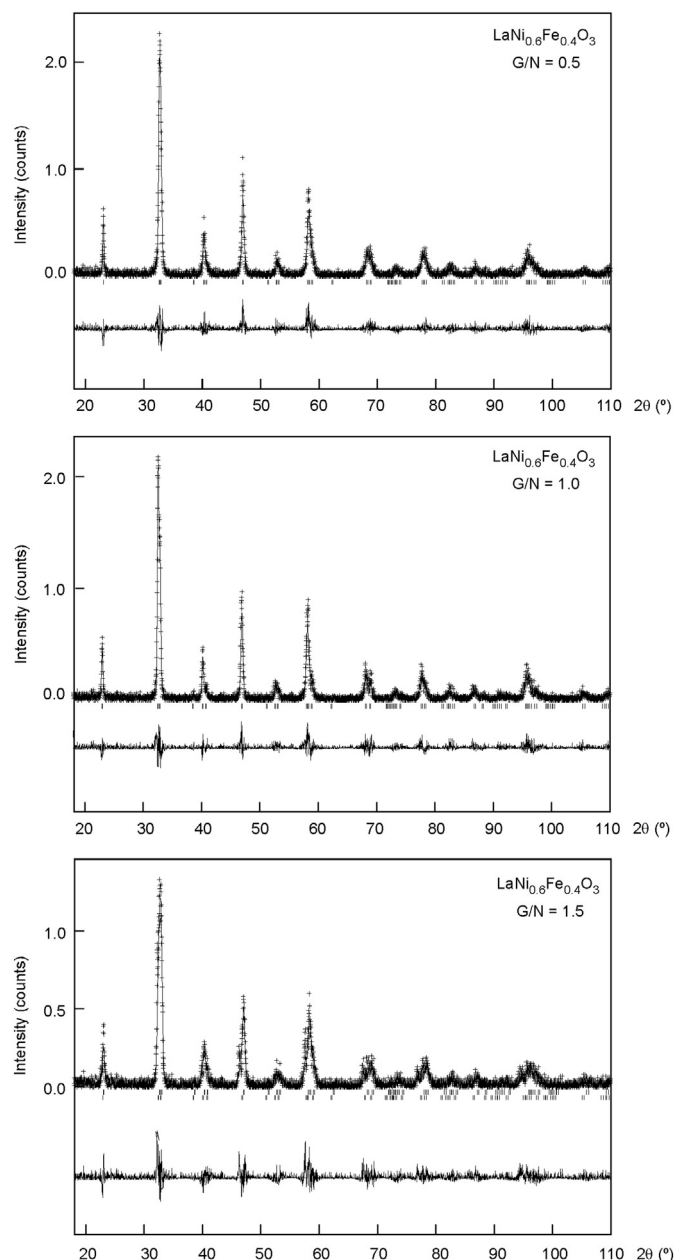 LaNi0.6Fe0.4O3
G/N = 0.5
2.0
1.0
0.0
Intensity (counts)
20 30 40 50 60 70 80 90 100 110 2θ (º)
LaNi0.6Fe0.4O3
G/N = 1.0
2.0
1.0
0.0
Intensity (counts)
20 30 40 50 60 70 80 90 100 110 2θ (º)
LaNi0.6Fe0.4O3
G/N = 1.5
1.0
0.5
0.0
Intensity (counts)
20 30 40 50 60 70 80 90 100 110 2θ (º)